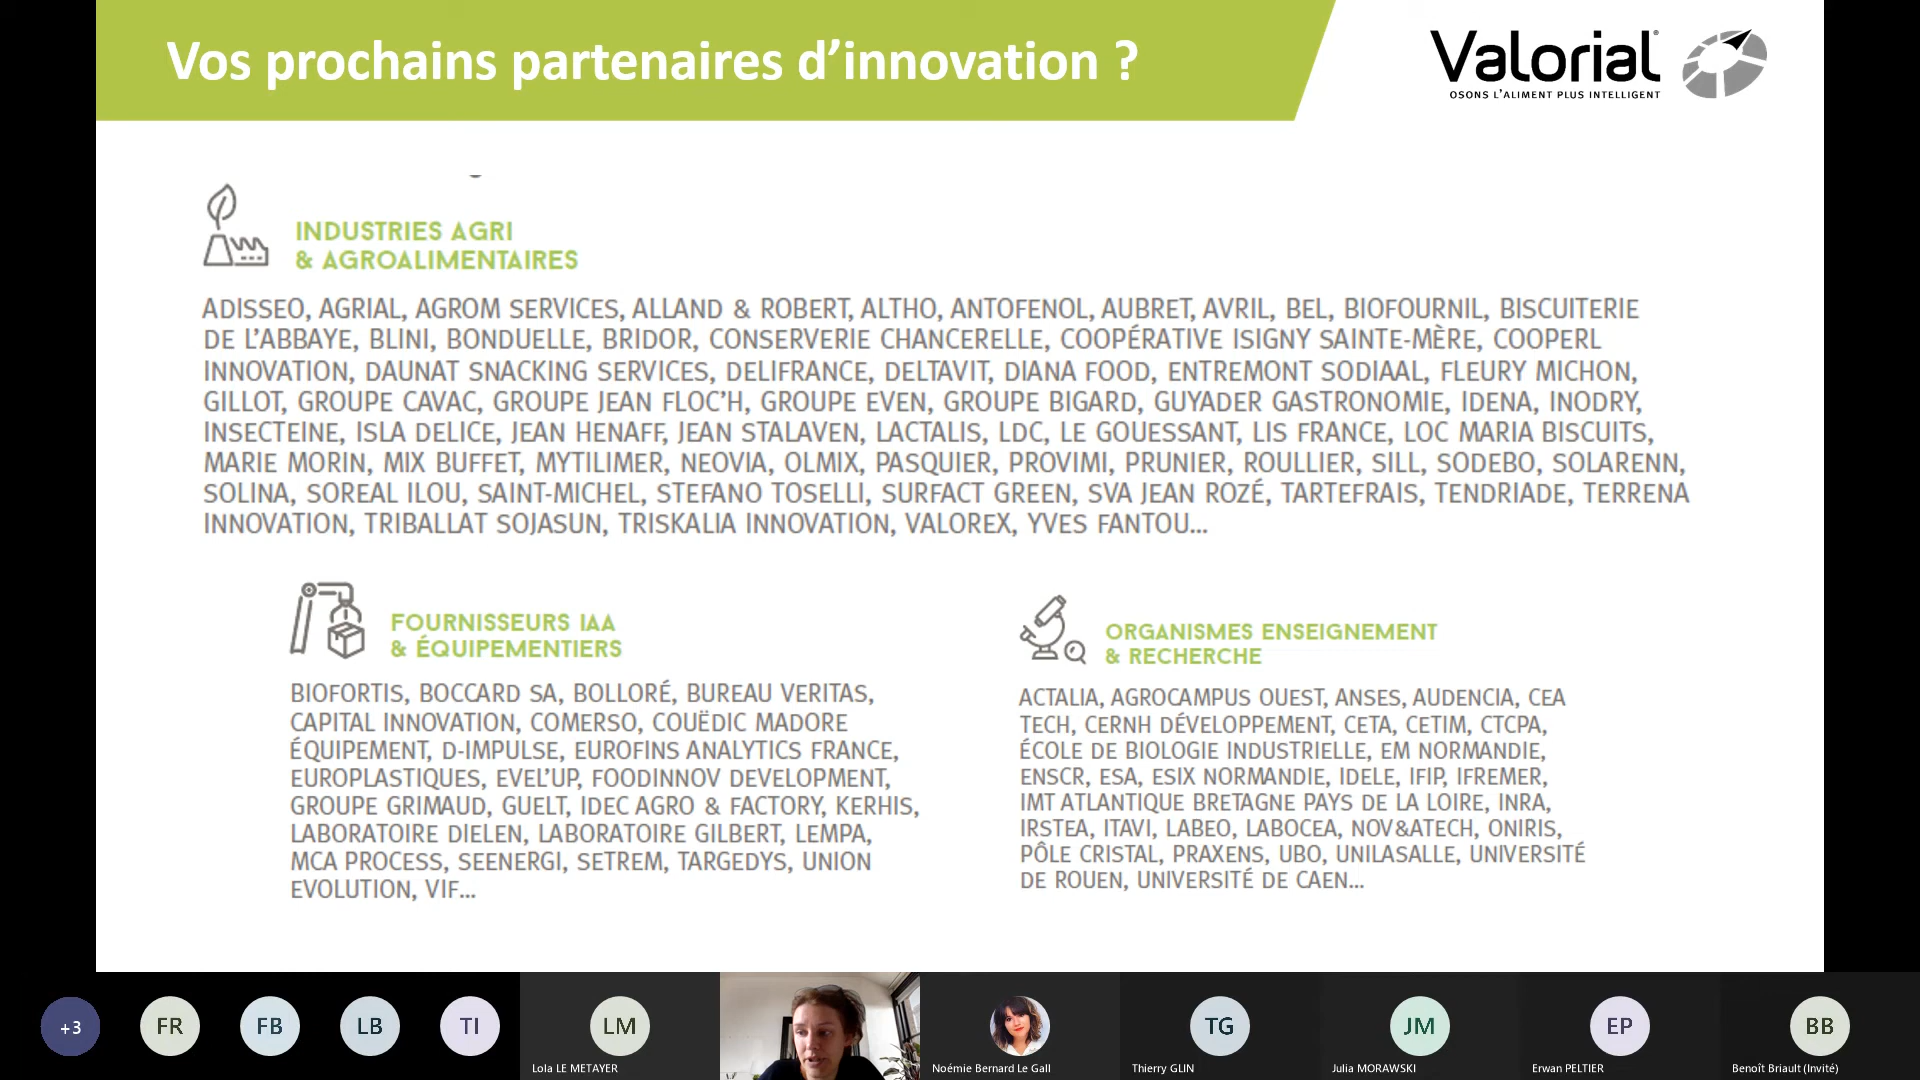 Vos prochains partenaires d’innovation ?
Valorial
OSONS L’ALIMENT PLUS INTELLIGENT
INDUSTRIES AGRI
& AGROALIMENTAIRES
ADISSEO, AGRIAL, AGROM SERVICES, ALLAND & ROBERT, ALTHO, ANTOFENOL, AUBRET, AVRIL, BEL, BIOFOURNIL, BISCUITERIE
DE L’ABBAYE, BLINI, BONDUELLE, BRIDOR, CONSERVERIE CHANCERELLE, COOPÉRATIVE ISIGNY SAINTE-MÈRE, COOPERL
INNOVATION, DAUNAT SNACKING SERVICES, DELIFRANCE, DELTAVIT, DIANA FOOD, ENTREMONT SODIAAL, FLEURY MICHON,
GILLOT, GROUPE CAVAC, GROUPE JEAN FLOC’H, GROUPE EVEN, GROUPE BIGARD, GUYADER GASTRONOMIE, IDENA, INODRY,
INSECTEINE, ISLA DELICE, JEAN HENAFF, JEAN STALAVEN, LACTALIS, LDC, LE GOUESSANT, LIS FRANCE, LOC MARIA BISCUITS,
MARIE MORIN, MIX BUFFET, MYTILIMER, NEOVIA, OLMIX, PASQUIER, PROVIMI, PRUNIER, ROULLIER, SILL, SODEBO, SOLARENN,
SOLINA, SOREAL ILOU, SAINT-MICHEL, STEFANO TOSELLI, SURFACT GREEN, SVA JEAN ROZÉ, TARTEFRAIS, TENDRIADE, TERRENA
INNOVATION, TRIBALLAT SOJASUN, TRISKALIA INNOVATION, VALOREX, YVES FANTOU...
FOURNISSEURS IAA
& ÉQUIPEMENTIERS
BIOFORTIS, BOCCARD SA, BOLLORÉ, BUREAU VERITAS,
CAPITAL INNOVATION, COMERSO, COUËDIC MADORE
ÉQUIPEMENT, D-IMPULSE, EUROFINS ANALYTICS FRANCE,
EUROPLASTIQUES, EVEL’UP, FOODINNOV DEVELOPMENT,
GROUPE GRIMAUD, GUELT, IDEC AGRO & FACTORY, KERHIS,
LABORATOIRE DIELEN, LABORATOIRE GILBERT, LEMPA,
MCA PROCESS, SEENERGI, SETREM, TARGEDYS, UNION
EVOLUTION, VIF...
ORGANISMES ENSEIGNEMENT
& RECHERCHE
ACTALIA, AGROCAMPUS OUEST, ANSES, AUDENCIA, CEA
TECH, CERNH DÉVELOPPEMENT, CETA, CETIM, CTCPA,
ÉCOLE DE BIOLOGIE INDUSTRIELLE, EM NORMANDIE,
ENSCR, ESA, ESIX NORMANDIE, IDELE, IFIP, IFREMER,
IMT ATLANTIQUE BRETAGNE PAYS DE LA LOIRE, INRA,
IRSTEA, ITAVI, LABEO, LABOCEA, NOV&ATECH, ONIRIS,
PÔLE CRISTAL, PRAXENS, UBO, UNILASALLE, UNIVERSITÉ
DE ROUEN, UNIVERSITÉ DE CAEN...
+3
FR
FB
LB
TI
LM
TG
JM
EP
BB
Lola LE METAYER
Noémie Bernard Le Gall
Thierry GLIN
Julia MORAWSKI
Erwan PELTIER
Benoît Briault (Invité)